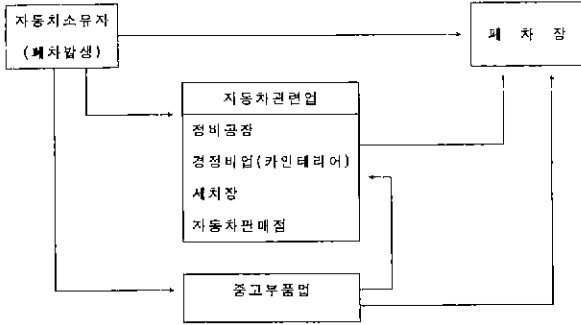 자동차소유자
(폐차발생)
폐 차 장
자동차관련업
정비공장
경정비업(카인테리어)
세차장
자동차판매점
중고부품업